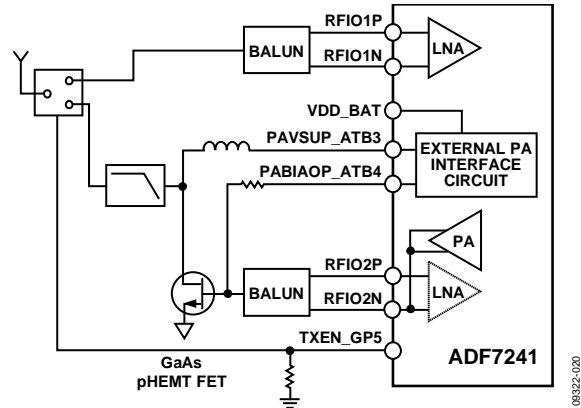 RFIO1P
BALUN
RFIO1N
LNA
VDD_BAT
PAVSUP_ATB3
EXTERNAL PA
INTERFACE
CIRCUIT
PABIAOP_ATB4
PA
RFIO2P
BALUN
RFIO2N
LNA
TXEN_GP5
ADF7241
GaAs
pHEMT FET
09322-020